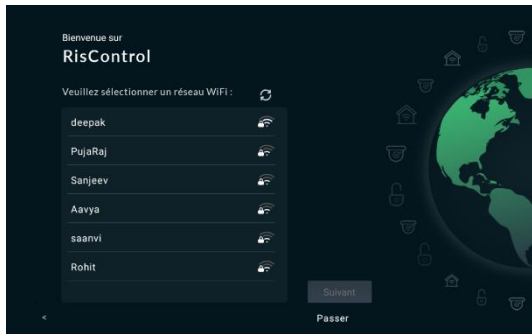 Bienvenue sur
RisControl
Veuillez sélectionner un réseau WiFi :
deepak
PujaRaj
Sanjeev
Aavya
saanvi
Rohit
Suivant
<
Passer